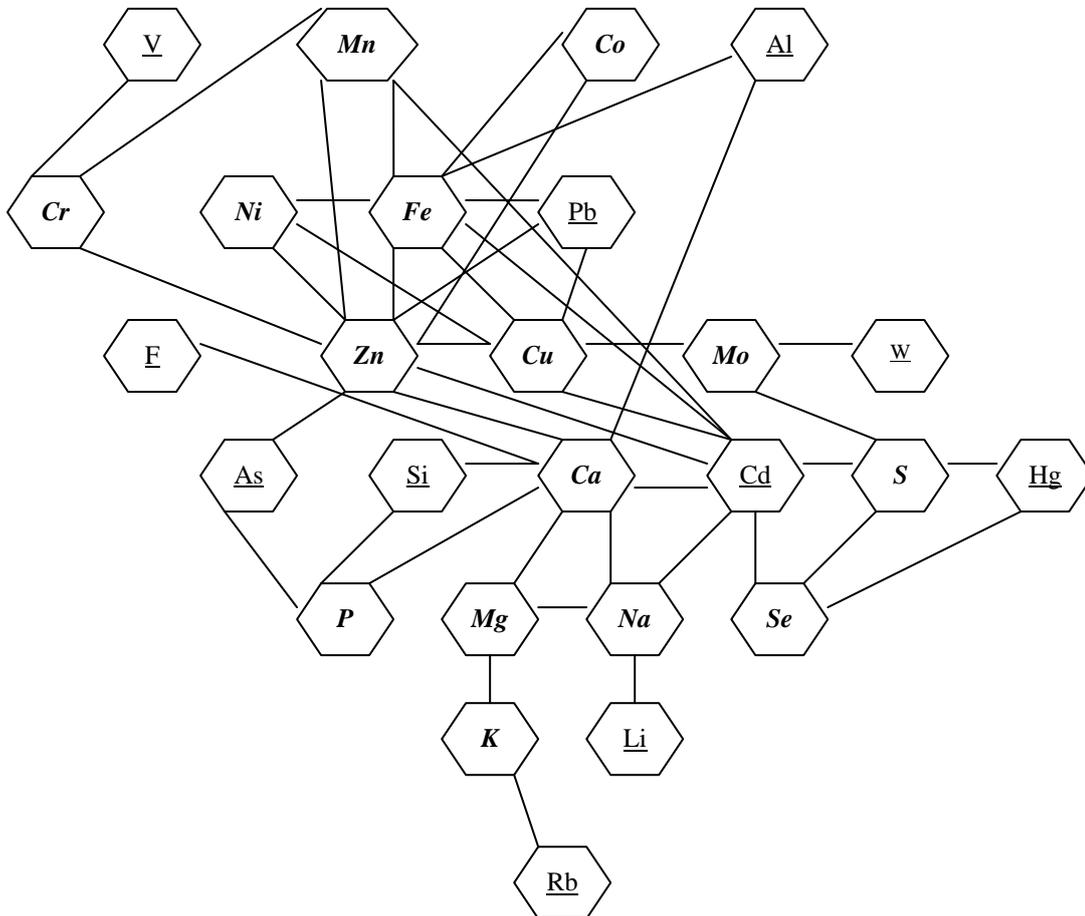 V Mn Co Al
Cr Ni Fe Pb
F Zn Cu Mo W
As Si Ca Cd S Hg
P Mg Na Se
K Li
Rb